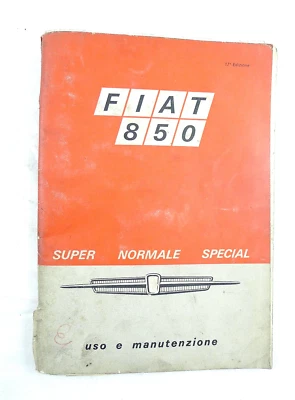 FIAT
850
SUPER NORMALE SPECIAL
uso e manutenzione